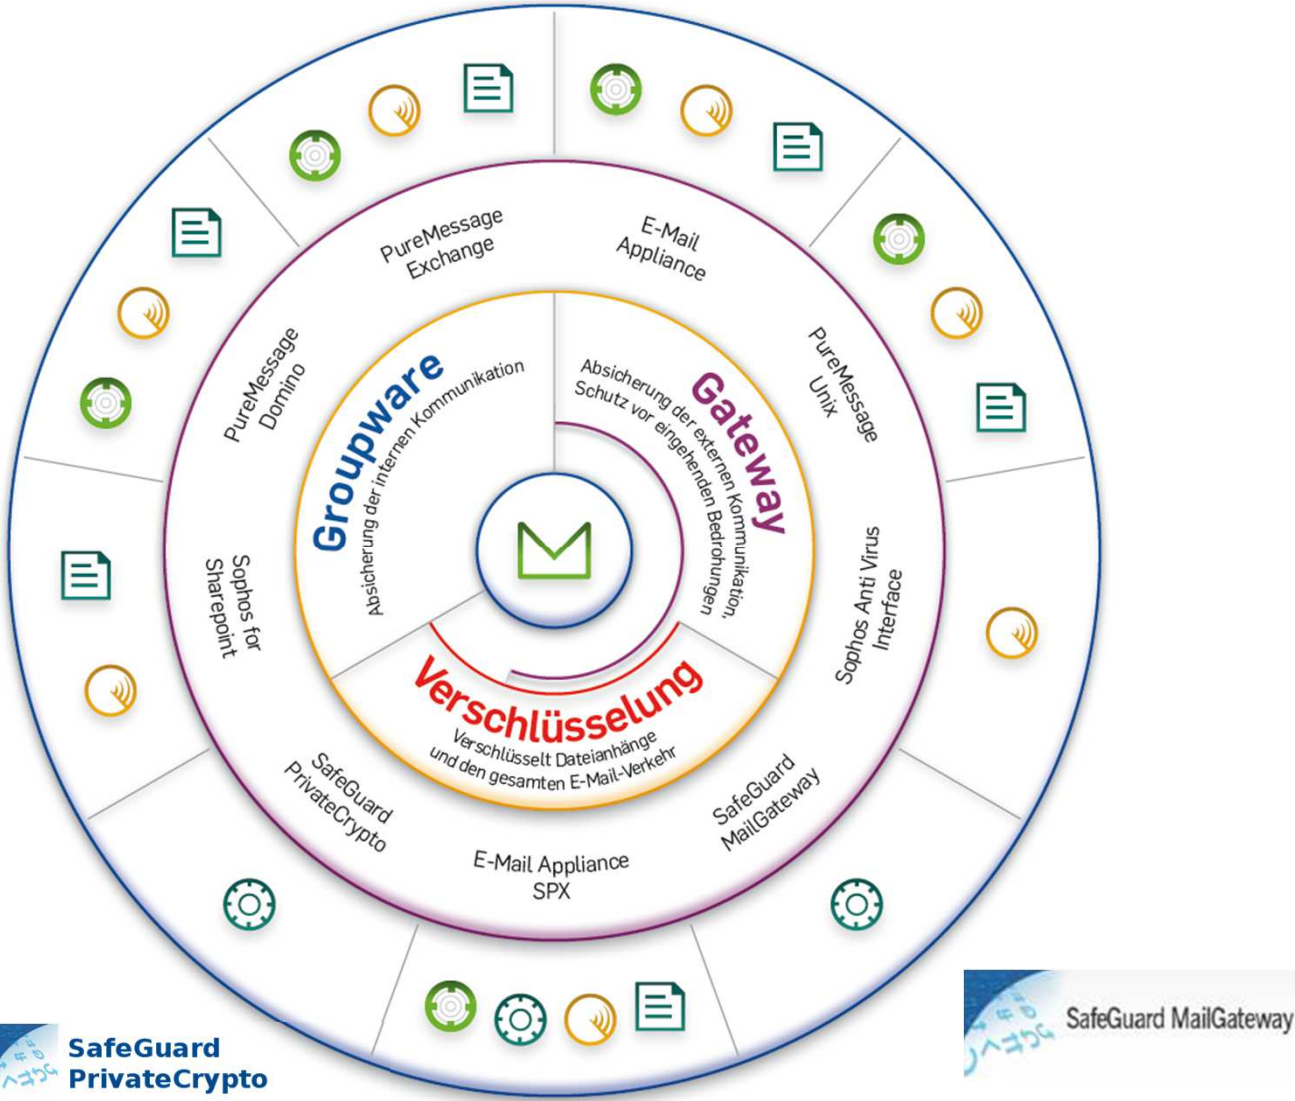 PureMessage
Exchange
E-Mail
Appliance
PureMessage
Domino
PureMessage
Unix
Groupware
Absicherung der internen Kommunikation
Gateway
Absicherung der externen Kommunikation,
Schutz vor eingehenden Bedrohungen
Sophos for
Sharepoint
Sophos Anti Virus
Interface
Verschlüsselung
Verschlüsselt Dateianhänge
und den gesamten E-Mail-Verkehr
SafeGuard
PrivateCrypto
E-Mail Appliance
SPX
SafeGuard
MailGateway
SafeGuard
PrivateCrypto
SafeGuard MailGateway